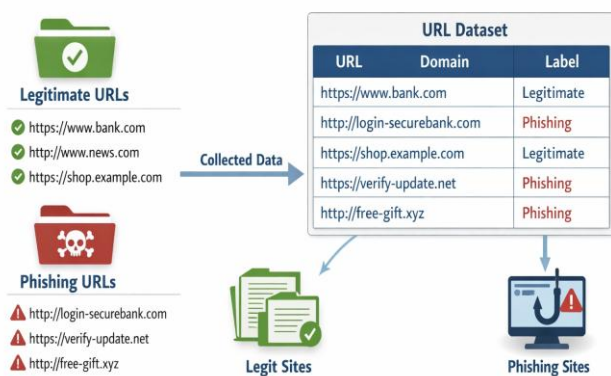 Legitimate URLs
https://www.bank.com
http://www.news.com
https://shop.example.com
Phishing URLs
http://login-securebank.com
https://verify-update.net
http://free-gift.xyz
Collected Data
URL Dataset
URL Domain Label
https://www.bank.com Legitimate
http://login-securebank.com Phishing
https://shop.example.com Legitimate
https://verify-update.net Phishing
http://free-gift.xyz Phishing
Legit Sites
Phishing Sites